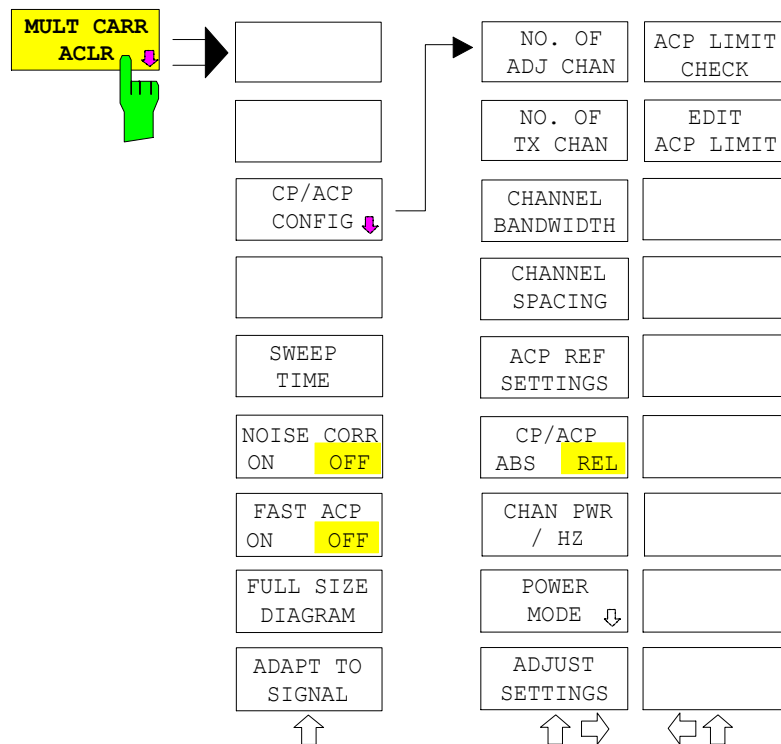 MULT CARR
ACLR
CP/ACP
CONFIG
SWEEP
TIME
NOISE CORR
ON OFF
FAST ACP
ON OFF
FULL SIZE
DIAGRAM
ADAPT TO
SIGNAL
NO. OF
ADJ CHAN
NO. OF
TX CHAN
CHANNEL
BANDWIDTH
CHANNEL
SPACING
ACP REF
SETTINGS
CP/ACP
ABS REL
CHAN PWR
/ HZ
POWER
MODE
ADJUST
SETTINGS
ACP LIMIT
CHECK
EDIT
ACP LIMIT